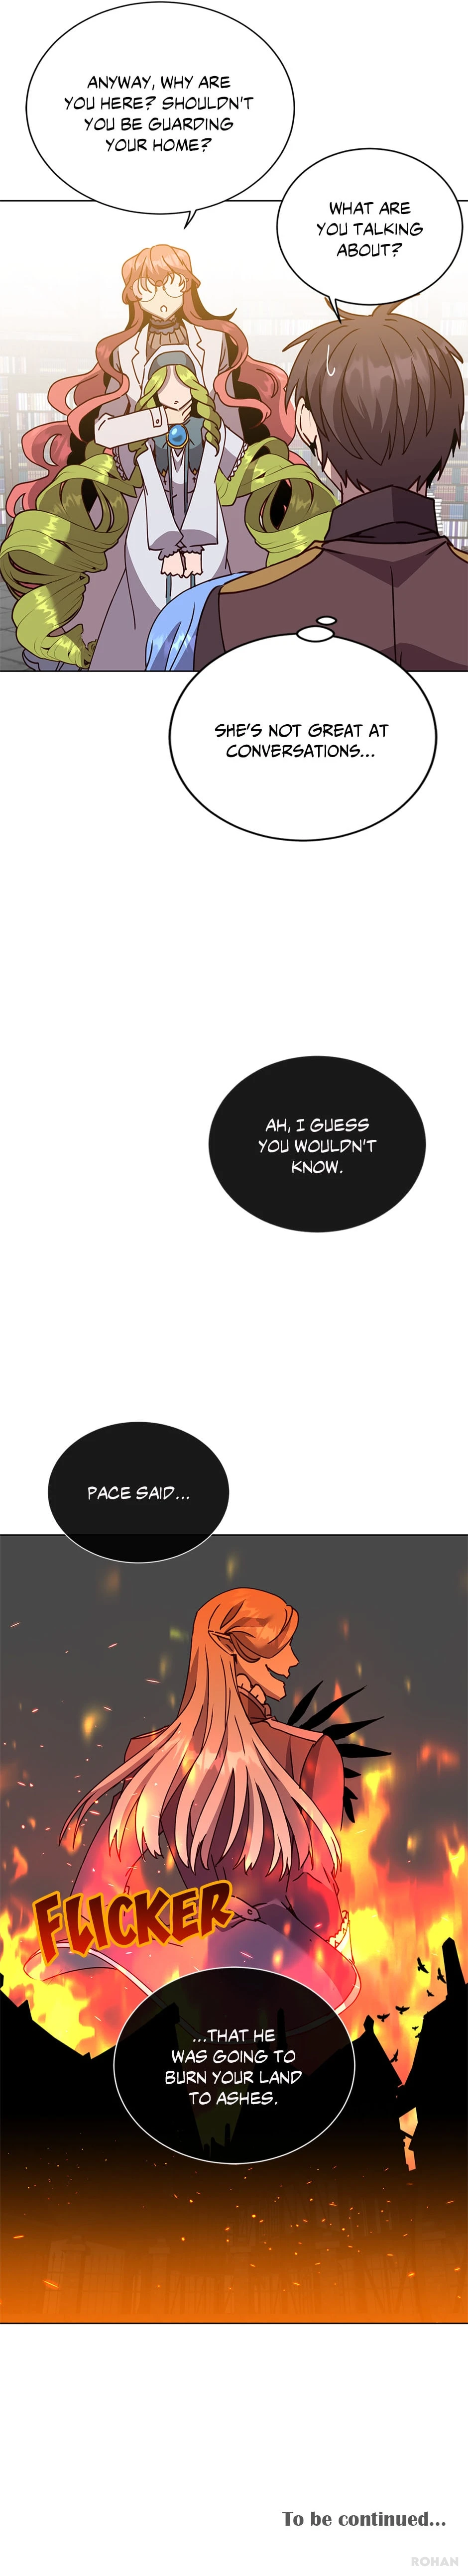 ANYWAY, WHY ARE
YOU HERE? SHOULDN'T
YOU BE GUARDING
YOUR HOME?
WHAT ARE
YOU TALKING
ABOUT?
SHE'S NOT GREAT AT
CONVERSATIONS...
AH, I GUESS
YOU WOULDN'T
KNOW.
PACE SAID...
FLICKER
...THAT HE
WAS GOING TO
BURN YOUR LAND
TO ASHES.
To be continued...
ROHAN